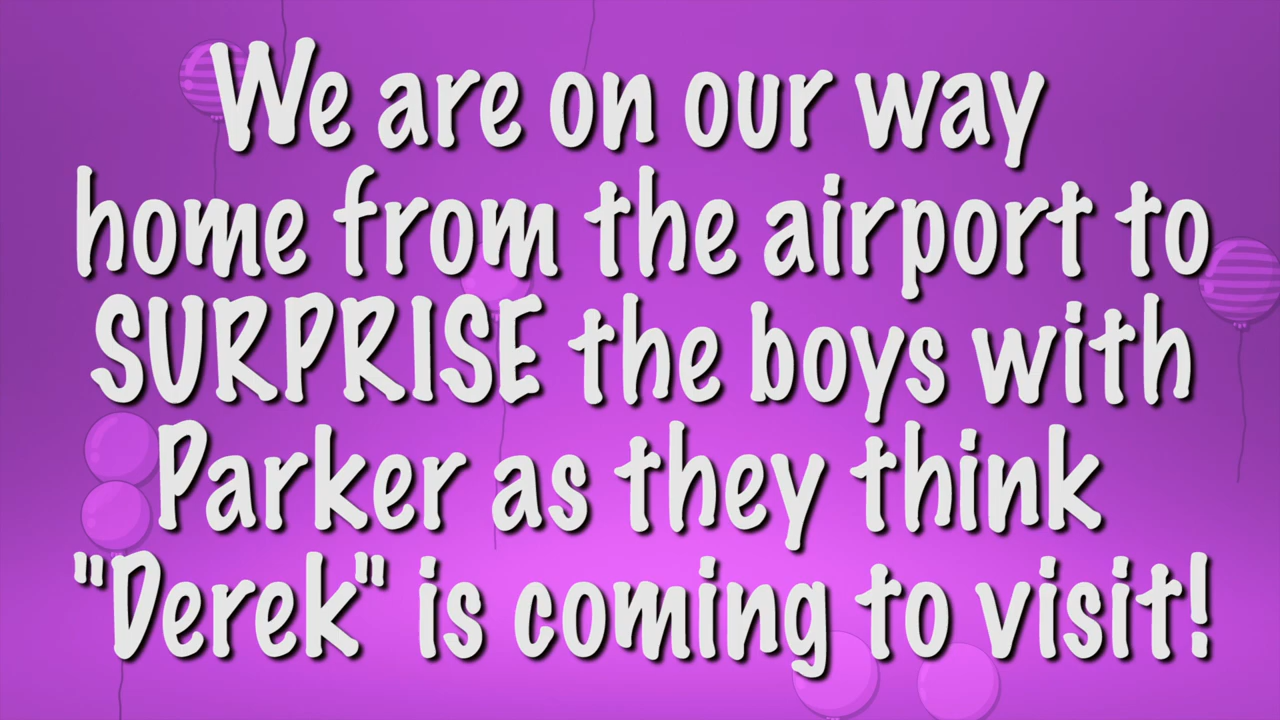 We are on our way
home from the airport to
SURPRISE the boys with
Parker as they think
"Derek" is coming to visit!